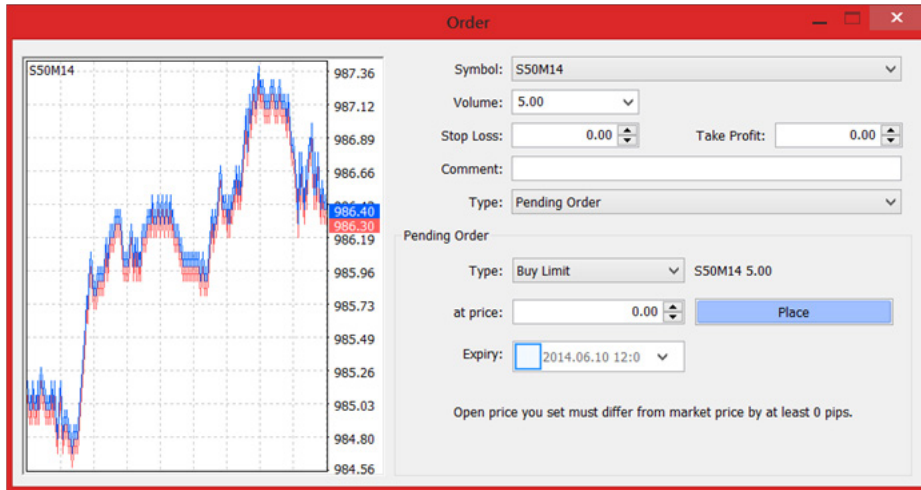 Order
S50M14
987.36
987.12
986.89
986.66
986.40
986.30
986.19
985.96
985.73
985.49
985.26
985.03
984.80
984.56
Symbol: S50M14
Volume: 5.00
Stop Loss: 0.00 Take Profit: 0.00
Comment:
Type: Pending Order
Pending Order
Type: Buy Limit S50M14 5.00
at price: 0.00 Place
Expiry: 2014.06.10 12:0
Open price you set must differ from market price by at least 0 pips.